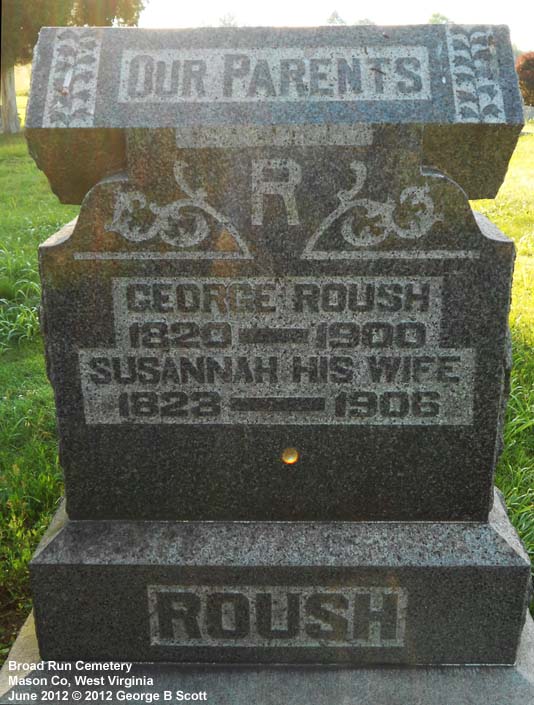 OUR PARENTS
R
GEORGE ROUSH
1820 — 1900
SUSANNAH HIS WIFE
1823 — 1906
ROUSH
Broad Run Cemetery
Mason Co, West Virginia
June 2012 © 2012 George B Scott